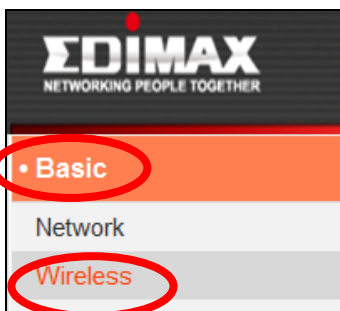 EDIMAX
NETWORKING PEOPLE TOGETHER
• Basic
Network
Wireless